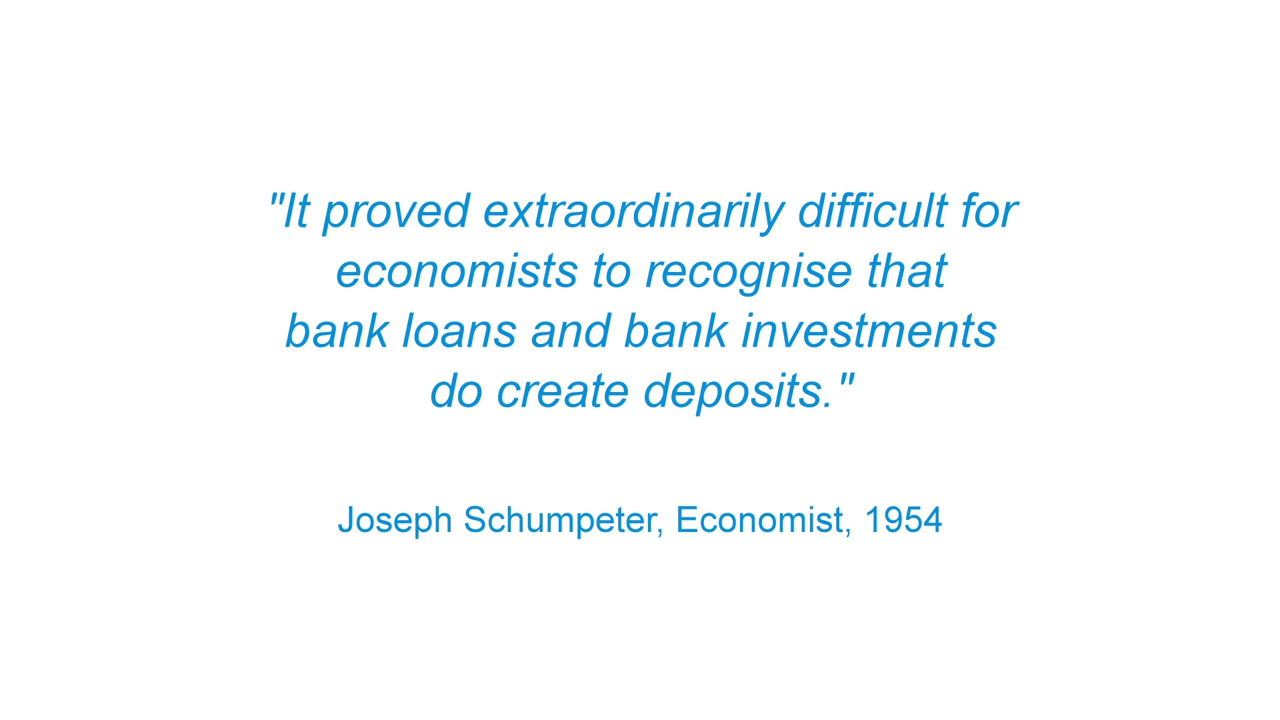 "It proved extraordinarily difficult for
economists to recognise that
bank loans and bank investments
do create deposits."
Joseph Schumpeter, Economist, 1954